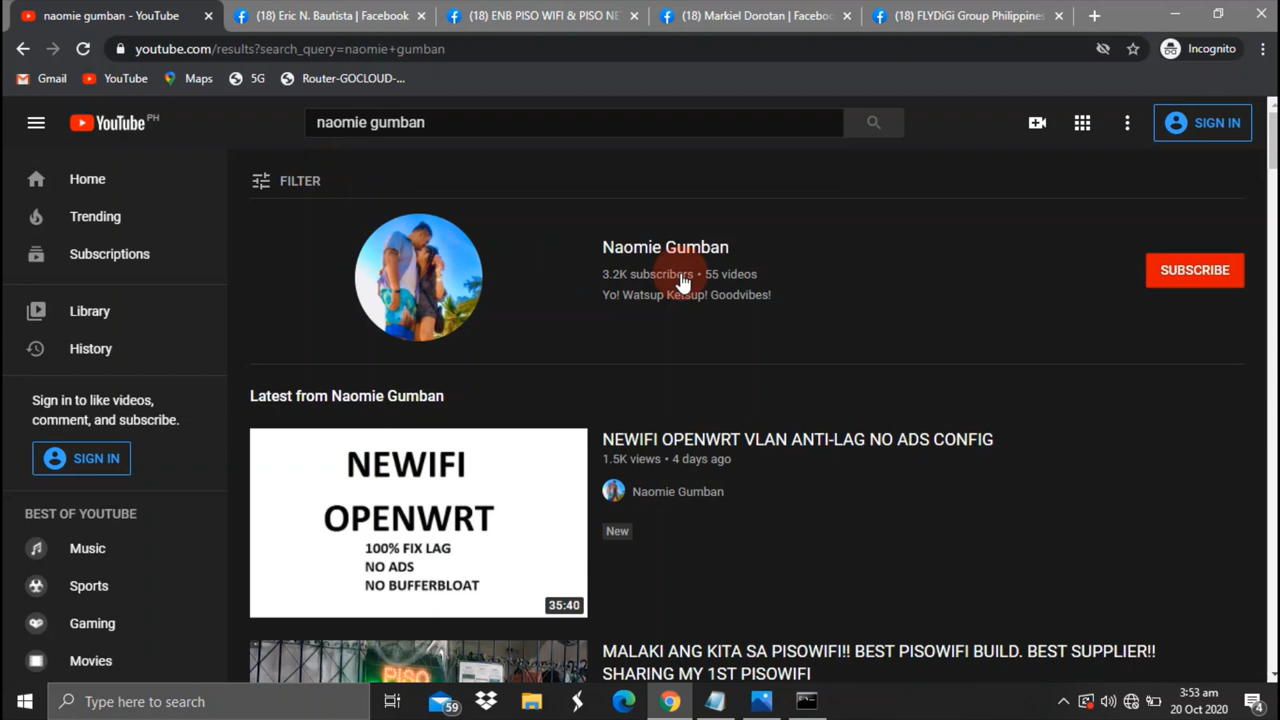 naomie gumban - YouTube
(18) Eric N. Bautista | Facebook
(18) ENB PISO WIFI & PISO NE
(18) Markiel Dorotan | Faceboo
(18) FLYDiGi Group Philippines
youtube.com/results?search_query=naomie+gumban
Incognito
Gmail
YouTube
Maps
5G
Router-GOCLOUD-...
YouTube PH
naomie gumban
SIGN IN
Home
Trending
Subscriptions
Library
History
Sign in to like videos,
comment, and subscribe.
SIGN IN
BEST OF YOUTUBE
Music
Sports
Gaming
Movies
FILTER
Naomie Gumban
3.2K subscribers • 55 videos
Yo! Watsup Ketsup! Goodvibes!
SUBSCRIBE
Latest from Naomie Gumban
NEWIFI
OPENWRT
100% FIX LAG
NO ADS
NO BUFFERBLOAT
35:40
NEWIFI OPENWRT VLAN ANTI-LAG NO ADS CONFIG
1.5K views • 4 days ago
Naomie Gumban
New
PISO
MALAKI ANG KITA SA PISOWIFI!! BEST PISOWIFI BUILD. BEST SUPPLIER!!
SHARING MY 1ST PISOWIFI
Type here to search
59
3:53 am
20 Oct 2020
4